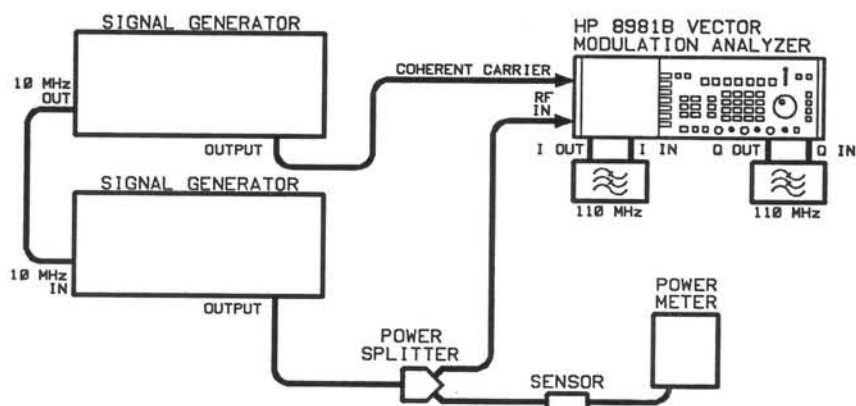 SIGNAL GENERATOR
HP 8981B VECTOR
MODULATION ANALYZER
10 MHz
OUT
COHERENT CARRIER
RF
IN
OUTPUT
I OUT
I IN
Q OUT
Q IN
110 MHz
110 MHz
SIGNAL GENERATOR
10 MHz
IN
OUTPUT
POWER
SPLITTER
SENSOR
POWER
METER